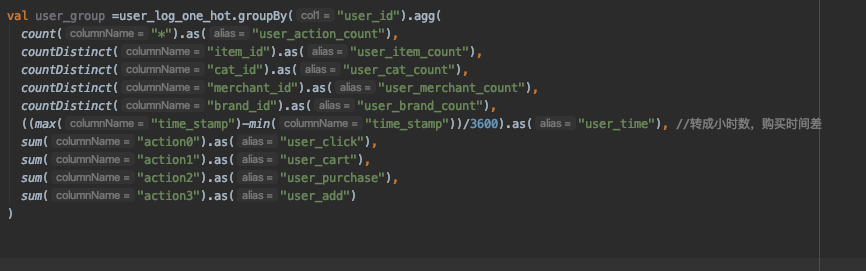 val user_group =user_log_one_hot.groupBy( col1 = "user_id").agg(
count( columnName = "*").as( alias = "user_action_count"),
countDistinct( columnName = "item_id").as( alias = "user_item_count"),
countDistinct( columnName = "cat_id").as( alias = "user_cat_count"),
countDistinct( columnName = "merchant_id").as( alias = "user_merchant_count"),
countDistinct( columnName = "brand_id").as( alias = "user_brand_count"),
((max( columnName = "time_stamp")-min( columnName = "time_stamp"))/3600).as( alias = "user_time"), //转成小时数，购买时间差
sum( columnName = "action0").as( alias = "user_click"),
sum( columnName = "action1").as( alias = "user_cart"),
sum( columnName = "action2").as( alias = "user_purchase"),
sum( columnName = "action3").as( alias = "user_add")
)